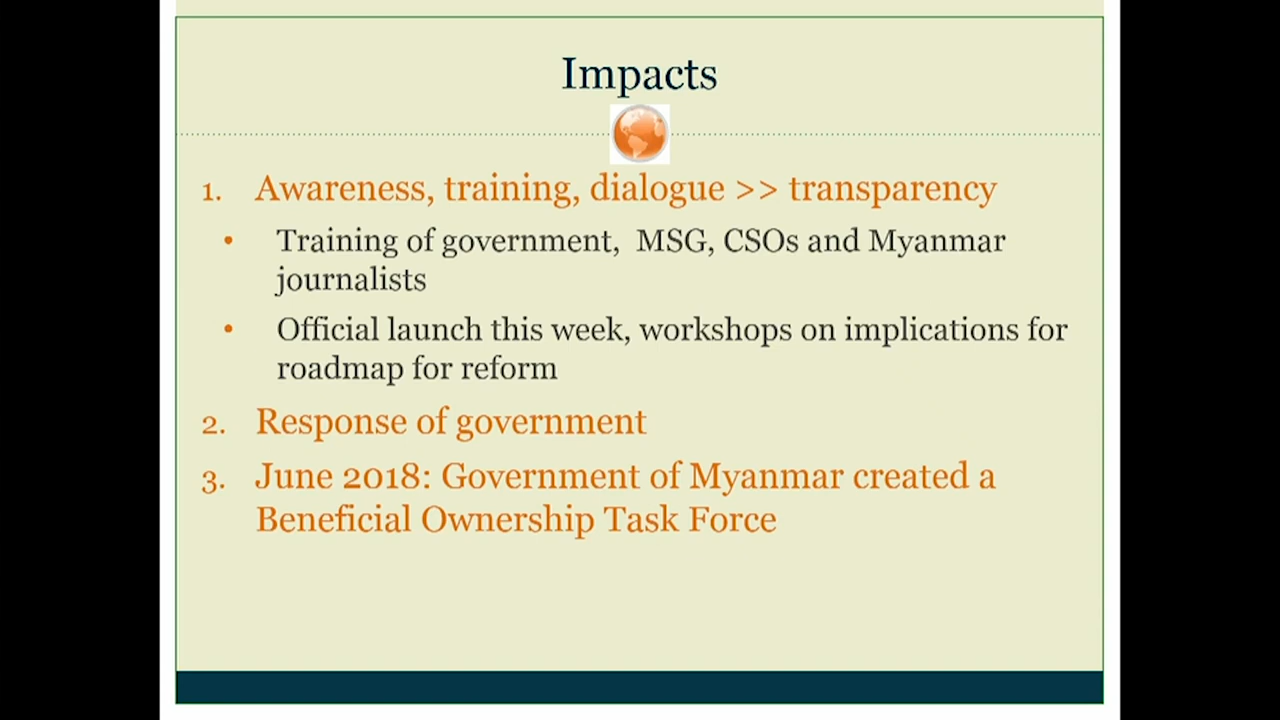 Impacts
1. Awareness, training, dialogue >> transparency
• Training of government, MSG, CSOs and Myanmar
journalists
• Official launch this week, workshops on implications for
roadmap for reform
2. Response of government
3. June 2018: Government of Myanmar created a
Beneficial Ownership Task Force